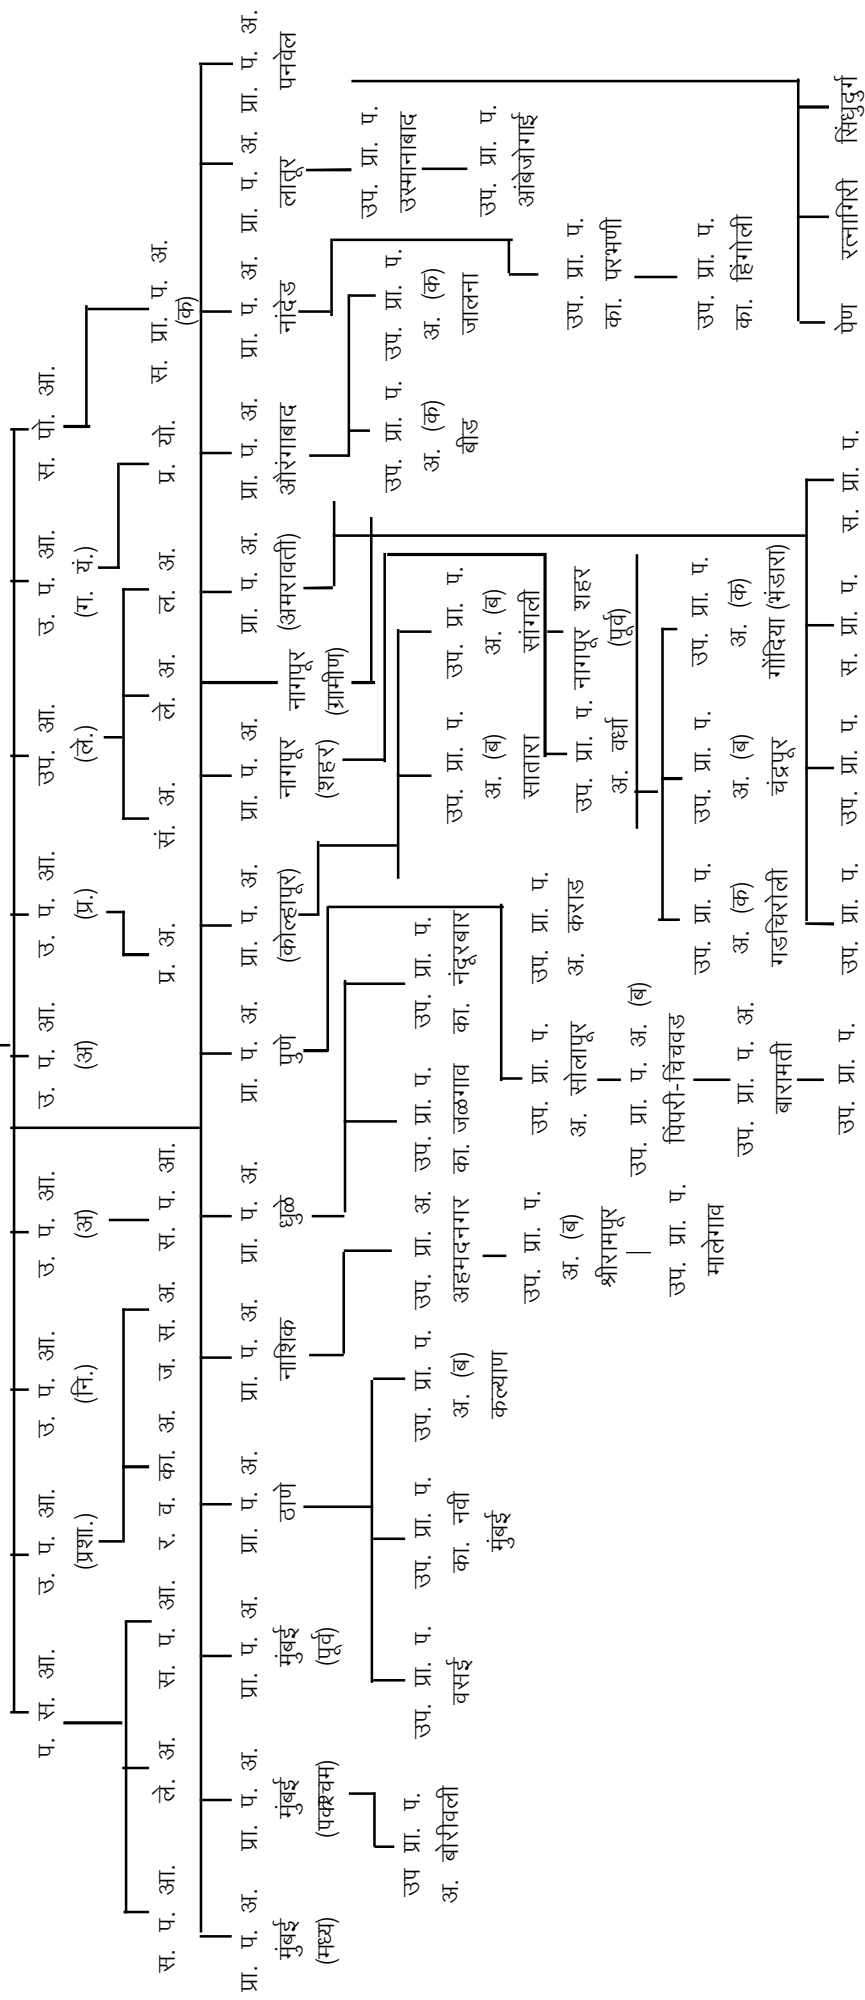 प. स. आ.
उ. प. आ.
(प्रशा.)
उ. प. आ.
(नि.)
उ. प. आ.
(अ)
उ. प. आ.
(अ)
उ. प. आ.
(प्र.)
उप. आ.
(ले.)
उ. प. आ.
(ग. यं.)
स. पो. आ.
स. प. आ.
ले. अ.
स. प. आ.
र. व. का. अ.
ज. स. अ.
स. प. आ.
प्र. अ.
सं. अ.
ले. अ.
ल. अ.
प्र. यो.
स. प्रा. प. अ.
(क)
प्रा. प. अ.
मुंबई
(मध्य)
प्रा. प. अ.
मुंबई
(पश्चिम)
प्रा. प. अ.
मुंबई
(पूर्व)
प्रा. प. अ.
ठाणे
प्रा. प. अ.
नाशिक
प्रा. प. अ.
धुळे
प्रा. प. अ.
पुणे
प्रा. प. अ.
(कोल्हापूर)
प्रा. प. अ.
नागपूर
(शहर)
नागपूर
(ग्रामीण)
प्रा. प. अ.
(अमरावती)
प्रा. प. अ.
औरंगाबाद
प्रा. प. अ.
नांदेड
प्रा. प. अ.
लातूर
प्रा. प. अ.
पनवेल
उप प्रा. प.
अ. बोरीवली
उप. प्रा. प.
वसई
उप. प्रा. प.
का. नवी
मुंबई
उप. प्रा. प.
अ. (ब)
कल्याण
उप. प्रा. अ.
अहमदनगर
उप. प्रा. प.
अ. (ब)
श्रीरामपूर
उप. प्रा. प.
मालेगाव
उप. प्रा. प.
का. जळगाव
उप. प्रा. प.
का. नंदूरबार
उप. प्रा. प.
अ. सोलापूर
उप. प्रा. प. अ. (ब)
पिंपरी-चिंचवड
उप. प्रा. प. अ.
बारामती
उप. प्रा. प.
उप. प्रा. प.
अ. कराड
उप. प्रा. प.
अ. (ब)
सातारा
उप. प्रा. प.
अ. (ब)
सांगली
उप. प्रा. प.
अ. वर्धा
नागपूर शहर
(पूर्व)
उप. प्रा. प.
अ. (क)
गडचिरोली
उप. प्रा. प.
अ. (ब)
चंद्रपूर
उप. प्रा. प.
अ. (क)
गोंदिया (भंडारा)
उप. प्रा. प.
उप. प्रा. प.
स. प्रा. प.
स. प्रा. प.
उप. प्रा. प.
अ. (क)
बीड
उप. प्रा. प.
अ. (क)
जालना
उप. प्रा. प.
का. परभणी
उप. प्रा. प.
का. हिंगोली
उप. प्रा. प.
उस्मानाबाद
उप. प्रा. प.
आंबेजोगाई
पेण
रत्नागिरी
सिंधुदुर्ग